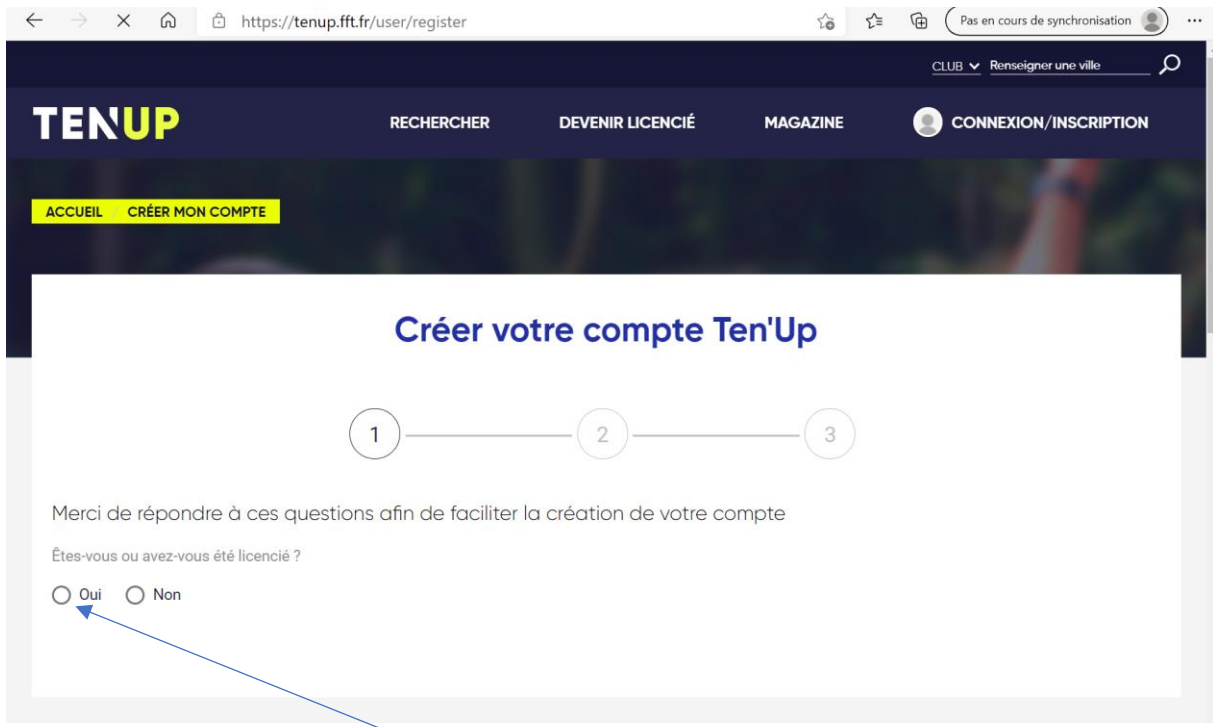 https://tenup.fft.fr/user/register
Pas en cours de synchronisation
CLUB Renseigner une ville
TENUP
RECHERCHER DEVENIR LICENCIÉ MAGAZINE CONNEXION/INSCRIPTION
ACCUEIL / CRÉER MON COMPTE
Créer votre compte Ten'Up
1 2 3
Merci de répondre à ces questions afin de faciliter la création de votre compte
Êtes-vous ou avez-vous été licencié ?
Oui Non